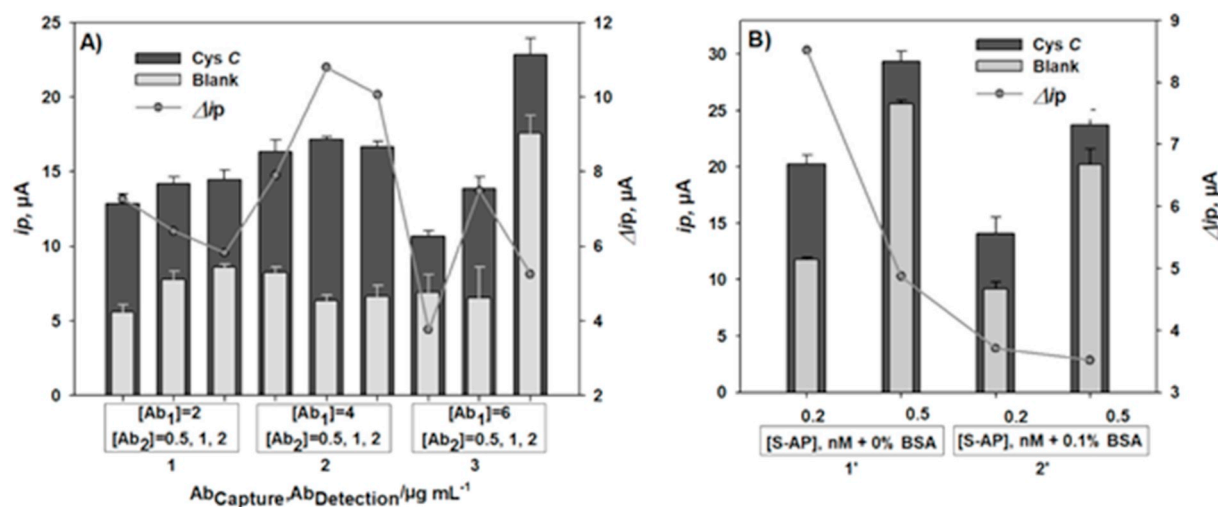 A)
Cys C
Blank
Δip
25
20
15
10
5
0
ip, µA
12
10
8
6
4
2
Δip, µA
[Ab1]=2
[Ab2]=0.5, 1, 2
1
[Ab1]=4
[Ab2]=0.5, 1, 2
2
[Ab1]=6
[Ab2]=0.5, 1, 2
3
AbCapture,AbDetection/µg mL-1
B)
Cys C
Blank
Δip
30
25
20
15
10
5
0
ip, µA
9
8
7
6
5
4
3
Δip, µA
0.2 0.5 0.2 0.5
[S-AP], nM + 0% BSA
1'
[S-AP], nM + 0.1% BSA
2'